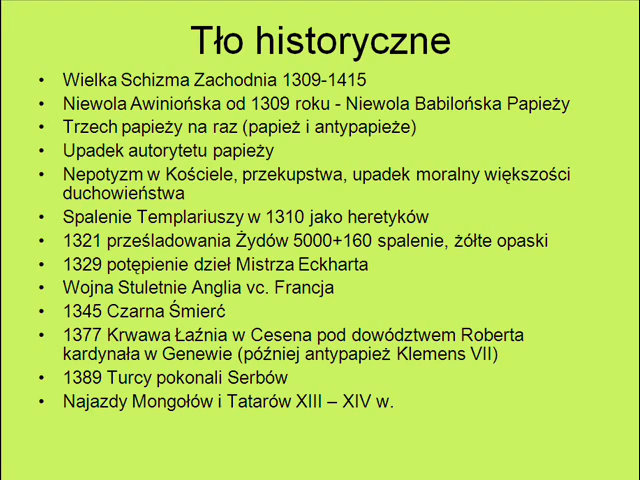 Tło historyczne
• Wielka Schizma Zachodnia 1309-1415
• Niewola Awiniońska od 1309 roku - Niewola Babilońska Papieży
• Trzech papieży na raz (papież i antypapieże)
• Upadek autorytetu papieży
• Nepotyzm w Kościele, przekupstwa, upadek moralny większości
duchowieństwa
• Spalenie Templariuszy w 1310 jako heretyków
• 1321 prześladowania Żydów 5000+160 spalenie, żółte opaski
• 1329 potępienie dzieł Mistrza Eckharta
• Wojna Stuletnie Anglia vc. Francja
• 1345 Czarna Śmierć
• 1377 Krwawa Łaźnia w Cesena pod dowództwem Roberta
kardynała w Genewie (później antypapież Klemens VII)
• 1389 Turcy pokonali Serbów
• Najazdy Mongołów i Tatarów XIII – XIV w.